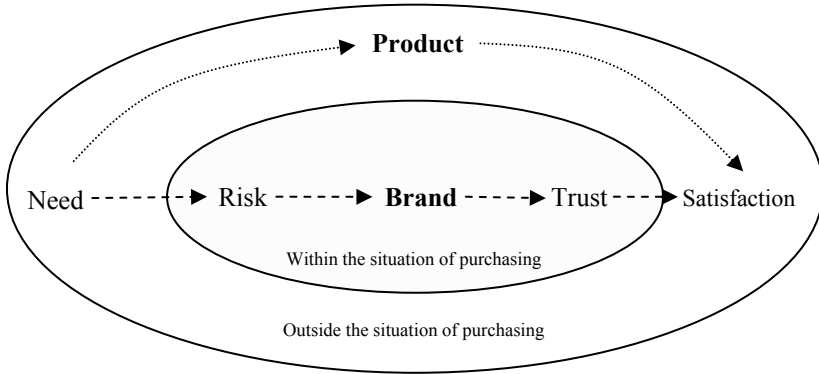 Product
Need Risk Brand Trust Satisfaction
Within the situation of purchasing
Outside the situation of purchasing